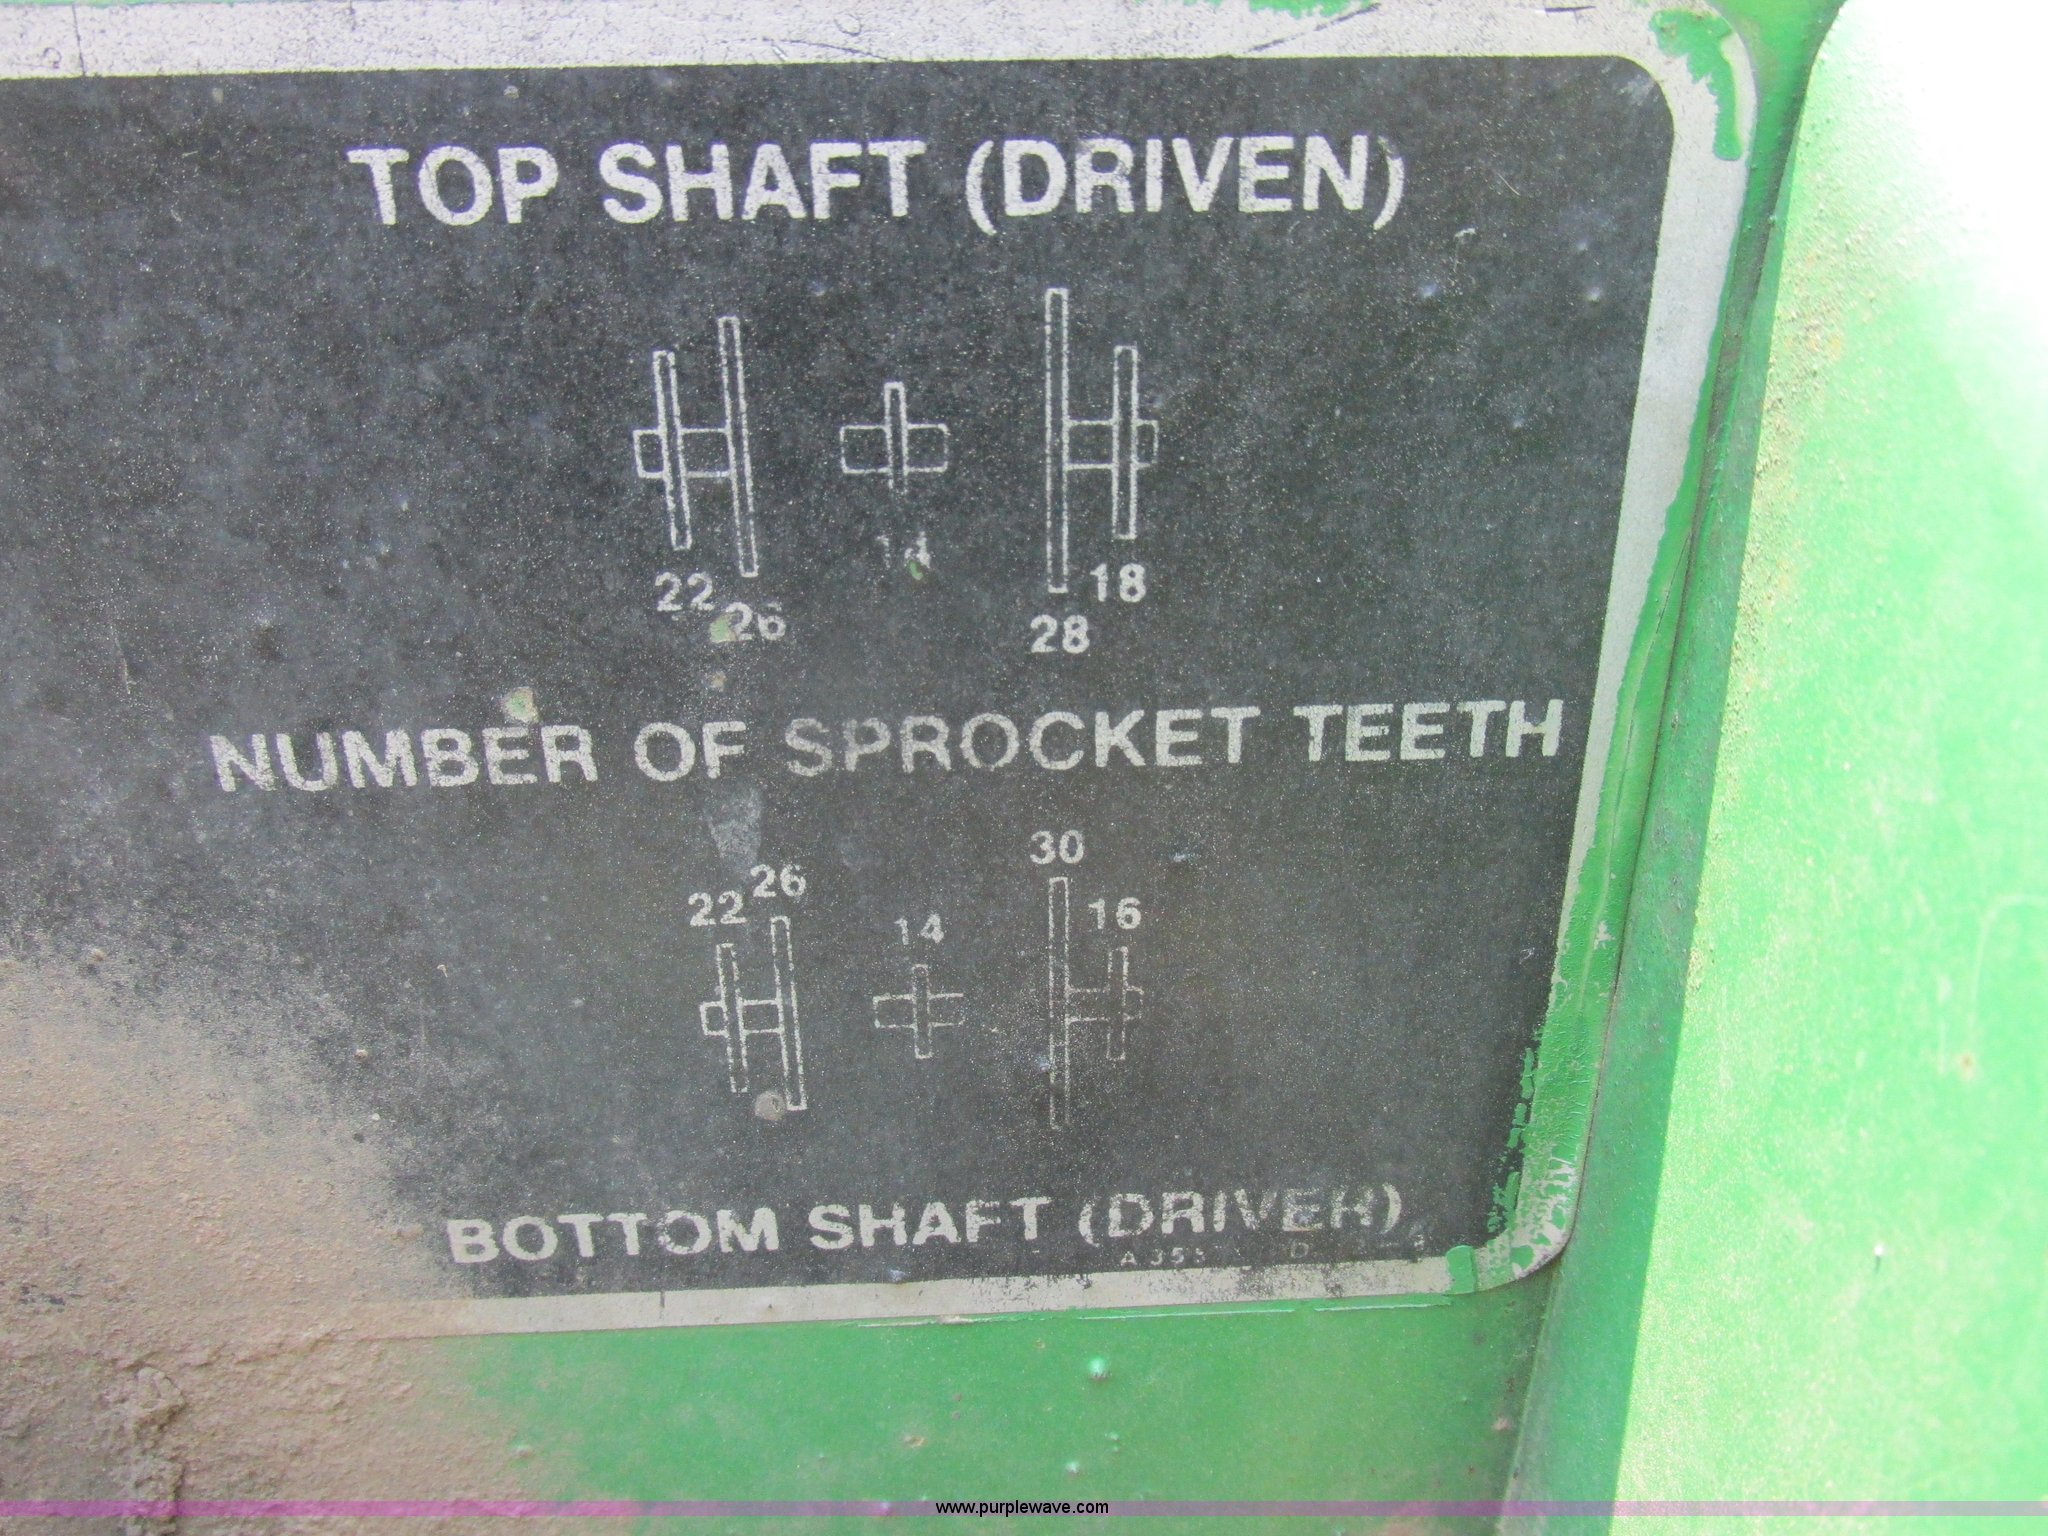 TOP SHAFT (DRIVEN)
22 26 14 28 18
NUMBER OF SPROCKET TEETH
22 26 14 30 16
BOTTOM SHAFT (DRIVER)
www.purplewave.com